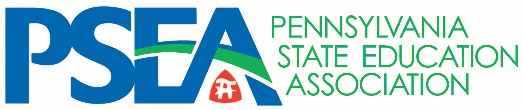 PSEA
PENNSYLVANIA
STATE EDUCATION
ASSOCIATION